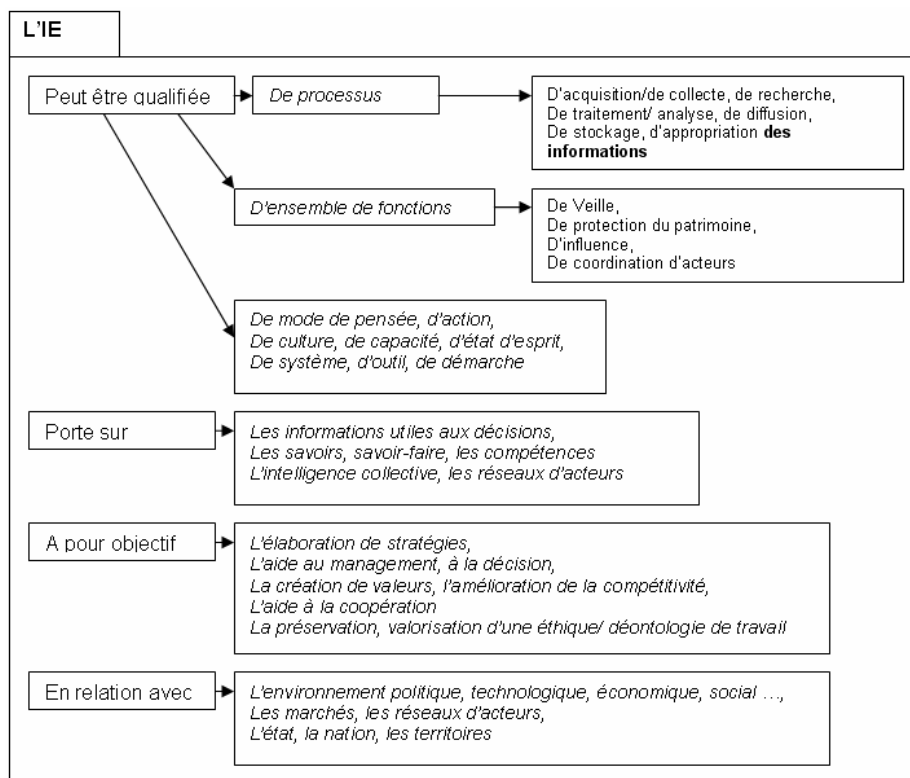 L'IE
Peut être qualifiée
De processus
D'acquisition/de collecte, de recherche,
De traitement/ analyse, de diffusion,
De stockage, d'appropriation des
informations
D'ensemble de fonctions
De Veille,
De protection du patrimoine,
D'influence,
De coordination d'acteurs
De mode de pensée, d'action,
De culture, de capacité, d'état d'esprit,
De système, d'outil, de démarche
Porte sur
Les informations utiles aux décisions,
Les savoirs, savoir-faire, les compétences
L'intelligence collective, les réseaux d'acteurs
A pour objectif
L'élaboration de stratégies,
L'aide au management, à la décision,
La création de valeurs, l'amélioration de la compétitivité,
L'aide à la coopération
La préservation, valorisation d'une éthique/ déontologie de travail
En relation avec
L'environnement politique, technologique, économique, social …,
Les marchés, les réseaux d'acteurs,
L'état, la nation, les territoires